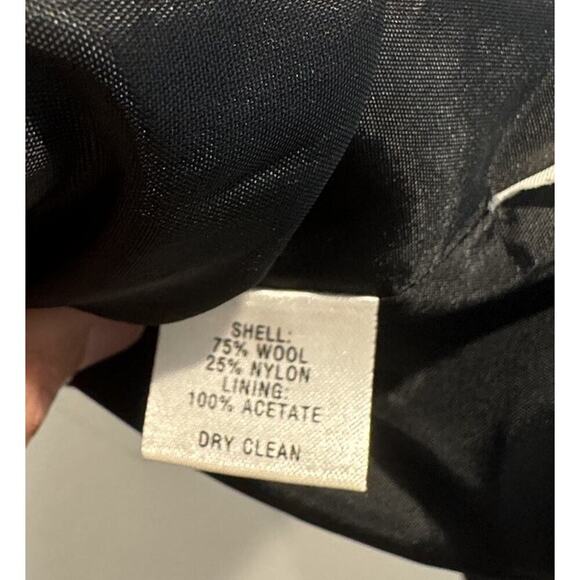 SHELL:
75% WOOL
25% NYLON
LINING:
100% ACETATE
DRY CLEAN